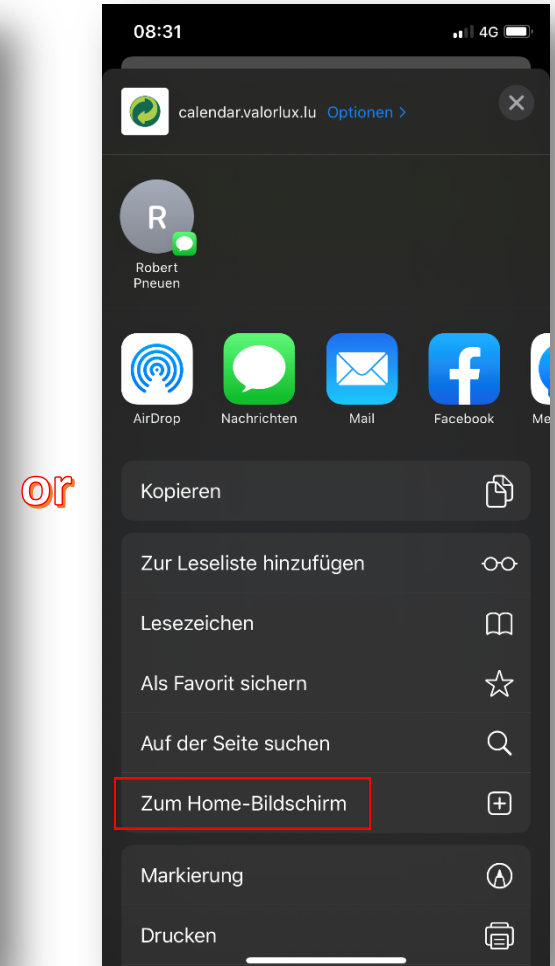 08:31
4G
calendar.valorlux.lu Optionen >
R
Robert
Pneuen
AirDrop
Nachrichten
Mail
Facebook
Me
or
Kopieren
Zur Leseliste hinzufügen
Lesezeichen
Als Favorit sichern
Auf der Seite suchen
Zum Home-Bildschirm
Markierung
Drucken